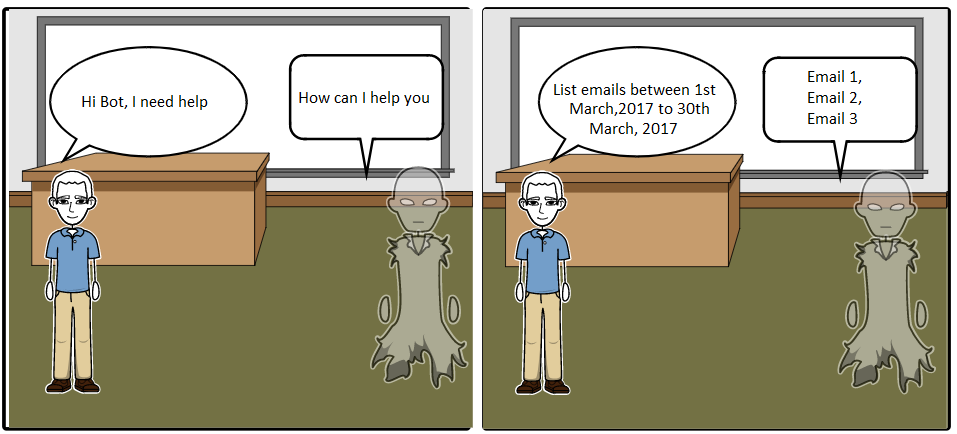 Hi Bot, I need help
How can I help you
List emails between 1st
March,2017 to 30th
March, 2017
Email 1,
Email 2,
Email 3